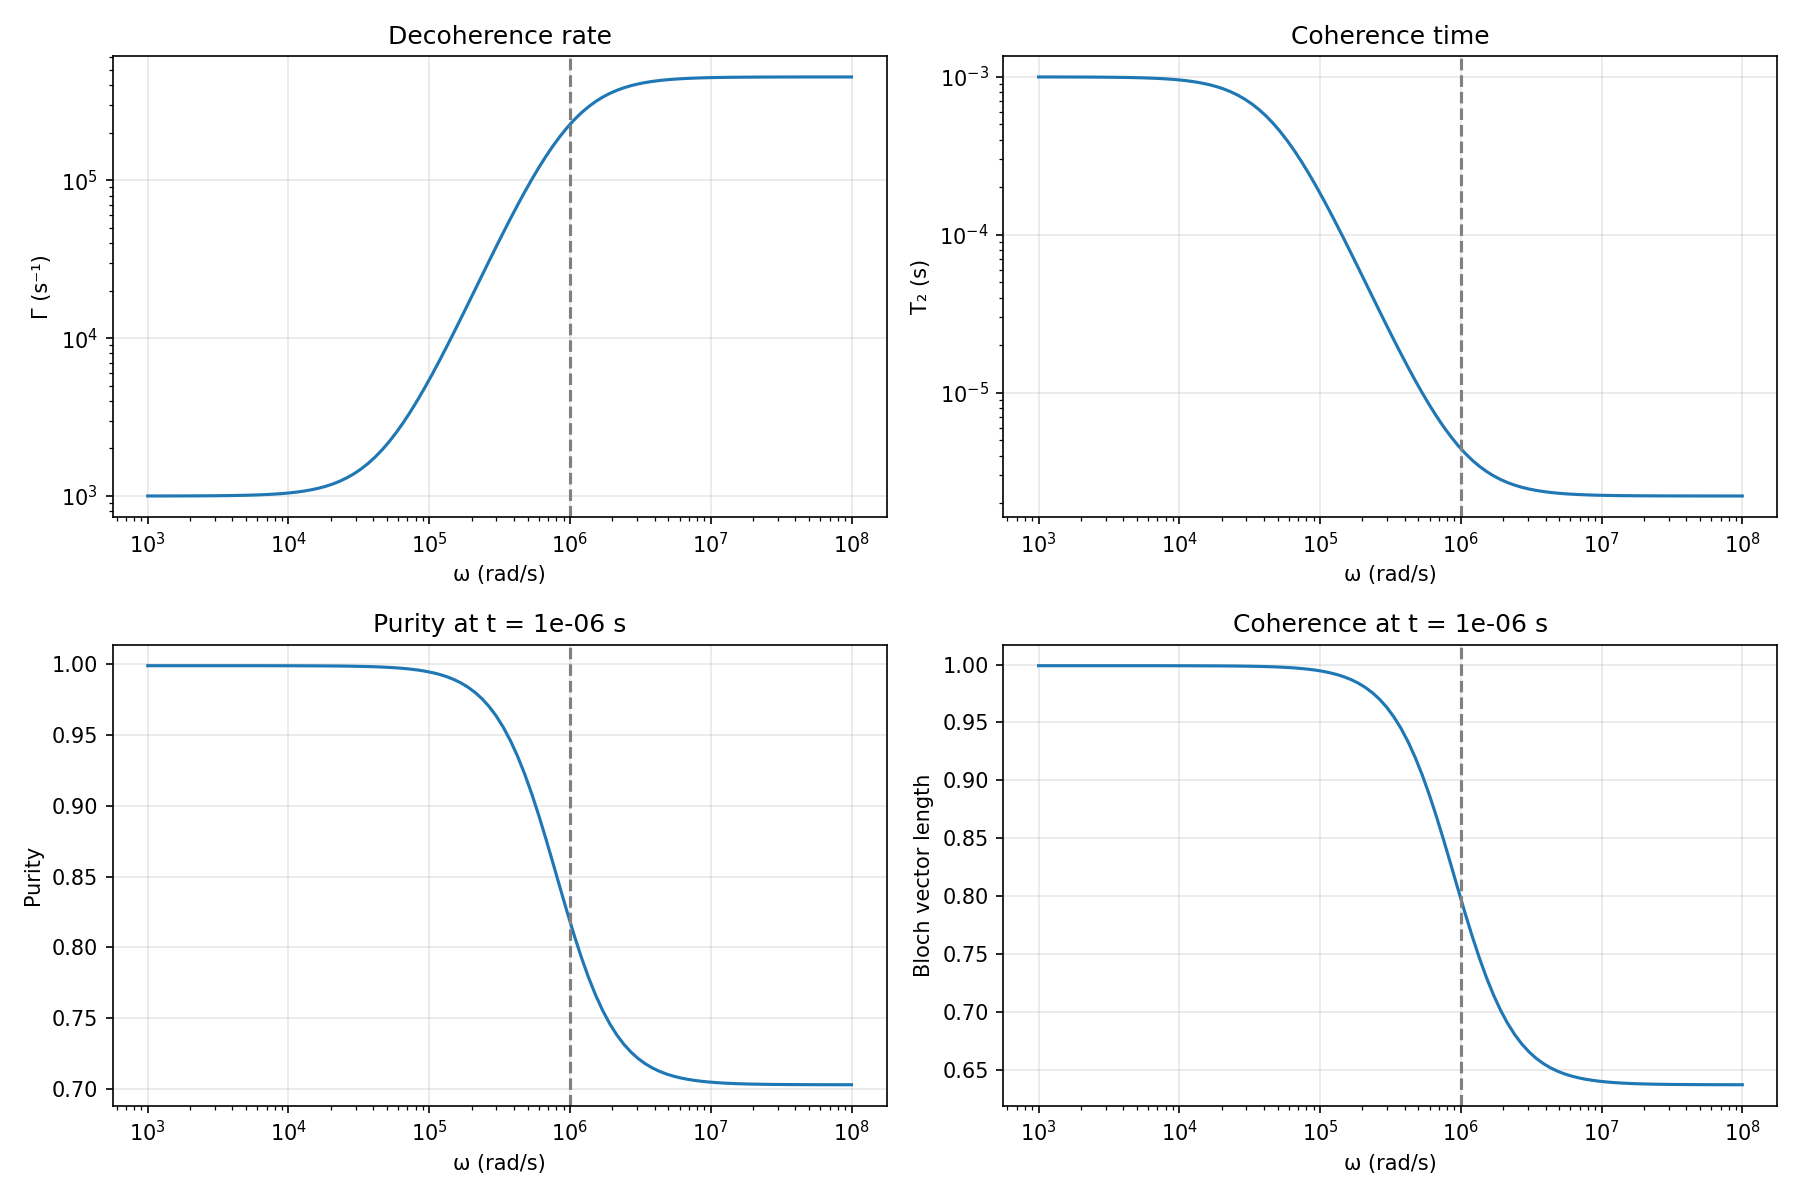 Decoherence rate
Γ (s⁻¹)
10⁵
10⁴
10³
10³ 10⁴ 10⁵ 10⁶ 10⁷ 10⁸
ω (rad/s)
Coherence time
T₂ (s)
10⁻³
10⁻⁴
10⁻⁵
10³ 10⁴ 10⁵ 10⁶ 10⁷ 10⁸
ω (rad/s)
Purity at t = 1e-06 s
Purity
1.00
0.95
0.90
0.85
0.80
0.75
0.70
10³ 10⁴ 10⁵ 10⁶ 10⁷ 10⁸
ω (rad/s)
Coherence at t = 1e-06 s
Bloch vector length
1.00
0.95
0.90
0.85
0.80
0.75
0.70
0.65
10³ 10⁴ 10⁵ 10⁶ 10⁷ 10⁸
ω (rad/s)